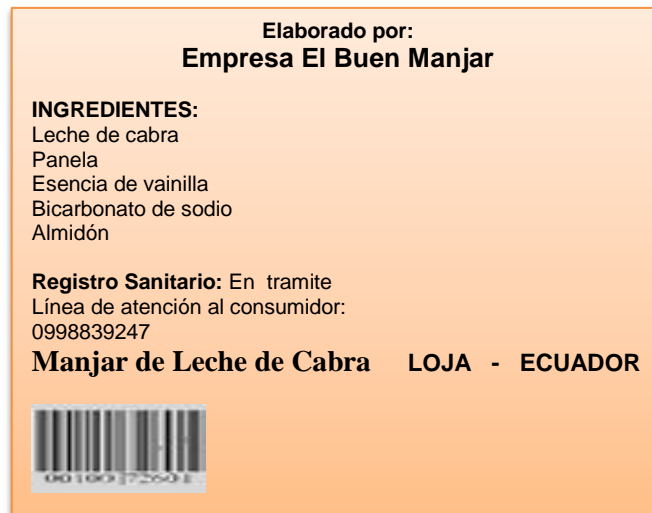 Elaborado por:
Empresa El Buen Manjar
INGREDIENTES:
Leche de cabra
Panela
Esencia de vainilla
Bicarbonato de sodio
Almidón
Registro Sanitario: En tramite
Línea de atención al consumidor:
0998839247
Manjar de Leche de Cabra LOJA - ECUADOR